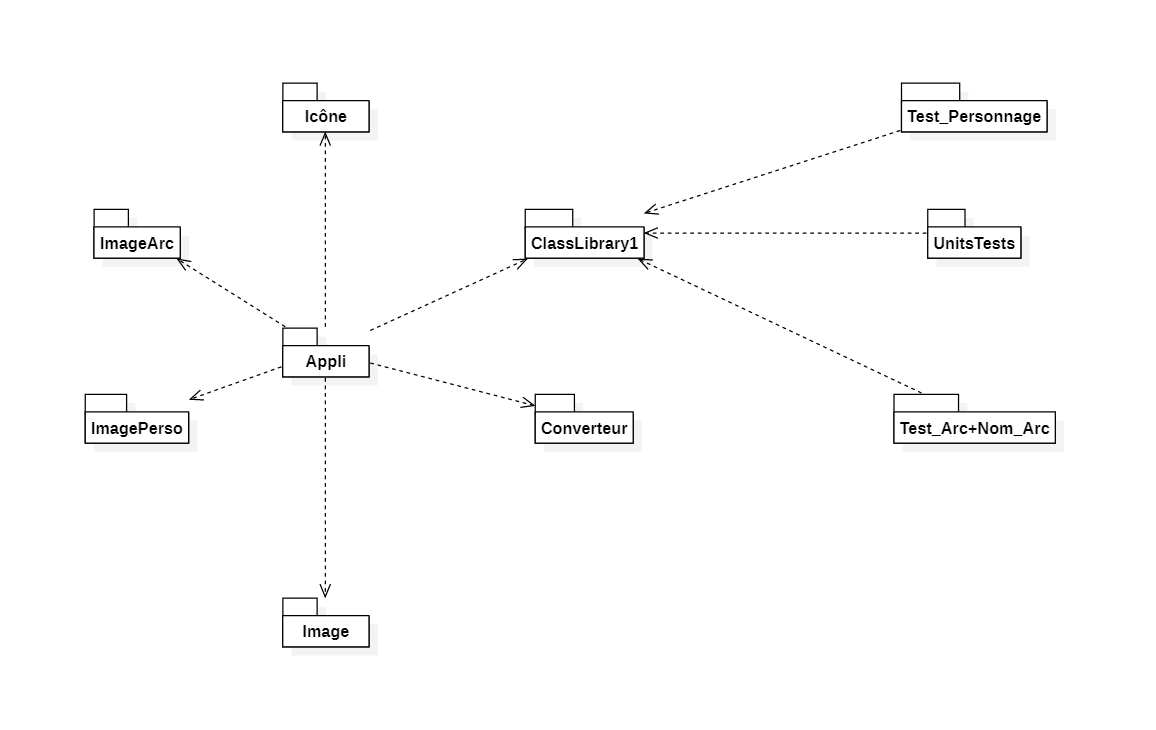 Icône
Test_Personnage
ImageArc
ClassLibrary1
UnitsTests
Appli
ImagePerso
Converteur
Test_Arc+Nom_Arc
Image